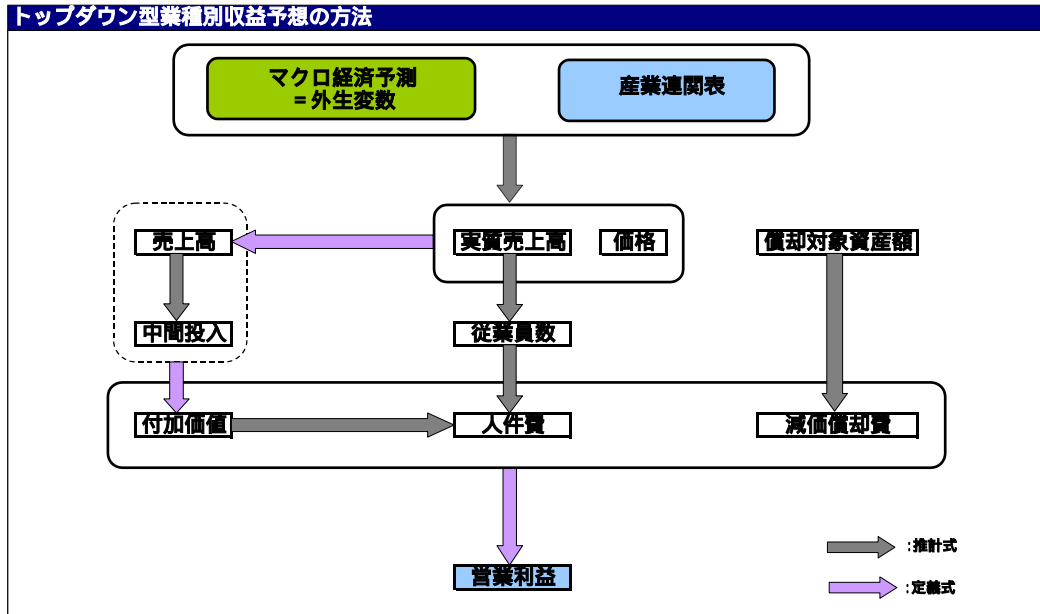 トップダウン型業種別収益予想の方法
マクロ経済予測
=外生変数
産業連関表
売上高
実質売上高
価格
償却対象資産額
中間投入
従業員数
付加価値
人件費
減価償却費
営業利益
:推計式
:定義式